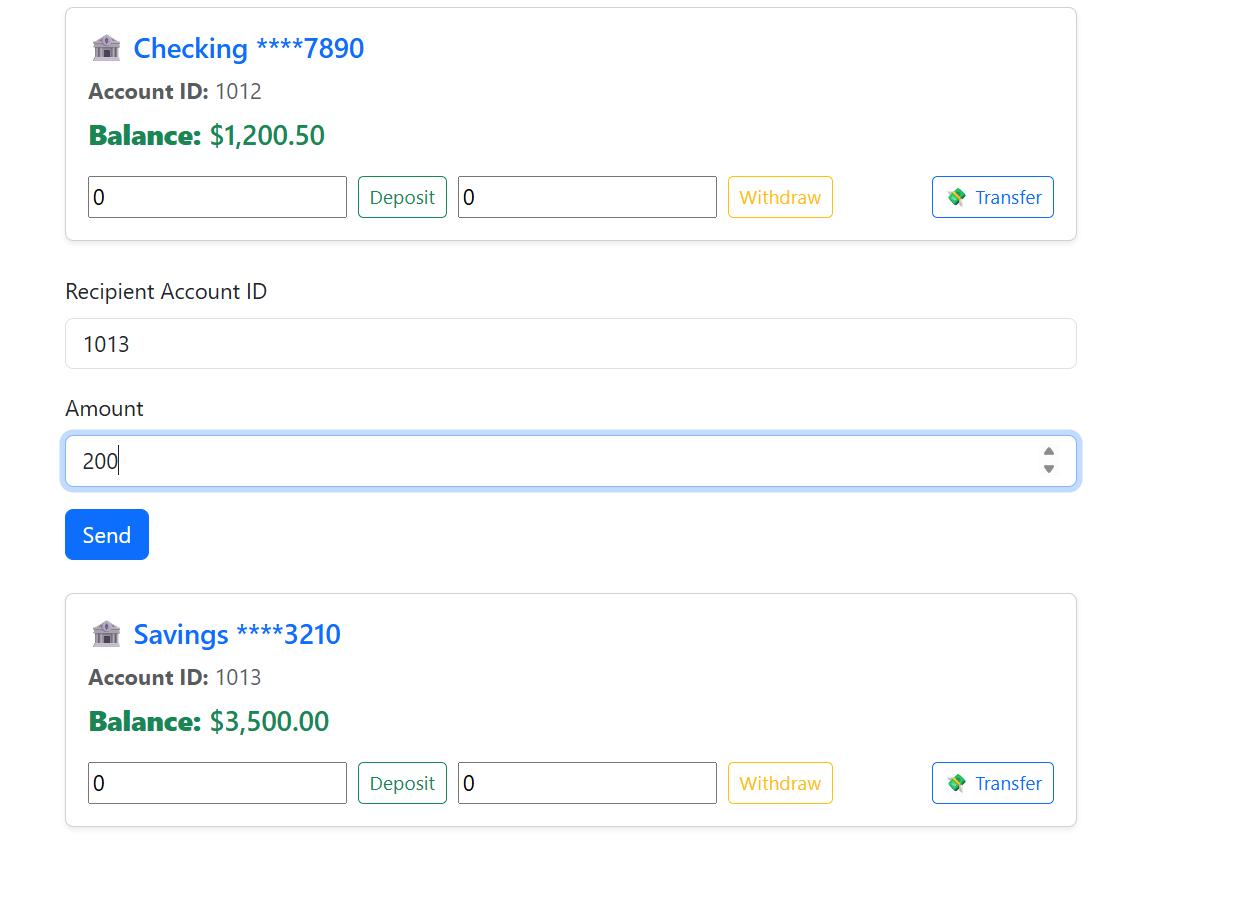 Checking ****7890
Account ID: 1012
Balance: $1,200.50
0 Deposit 0 Withdraw Transfer
Recipient Account ID
1013
Amount
200
Send
Savings ****3210
Account ID: 1013
Balance: $3,500.00
0 Deposit 0 Withdraw Transfer